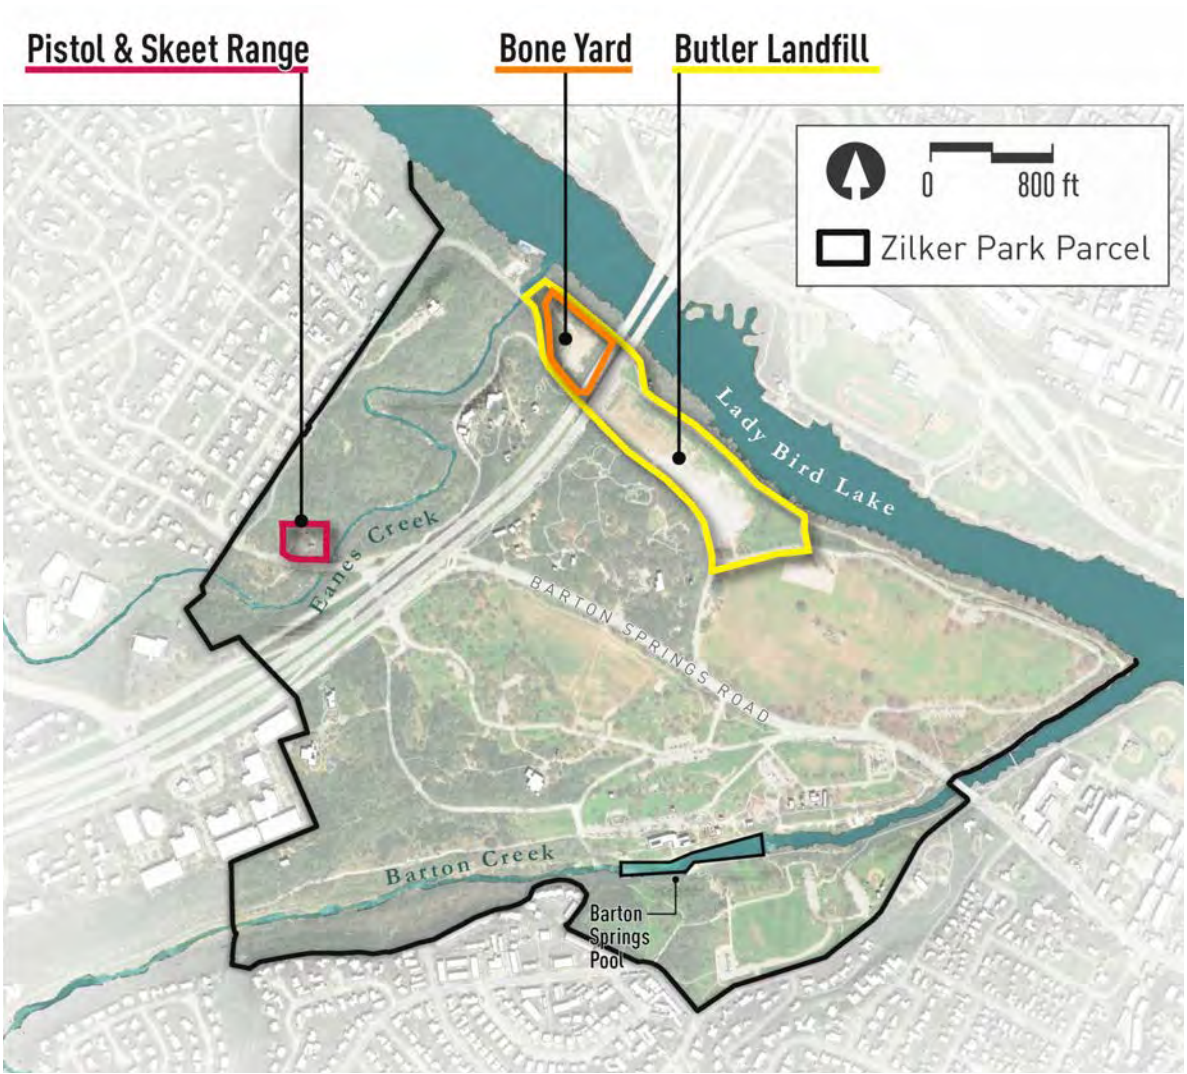 Pistol & Skeet Range
Bone Yard
Butler Landfill
0
800 ft
Zilker Park Parcel
Lady Bird Lake
Eanes Creek
BARTON SPRINGS ROAD
Barton Creek
Barton
Springs
Pool